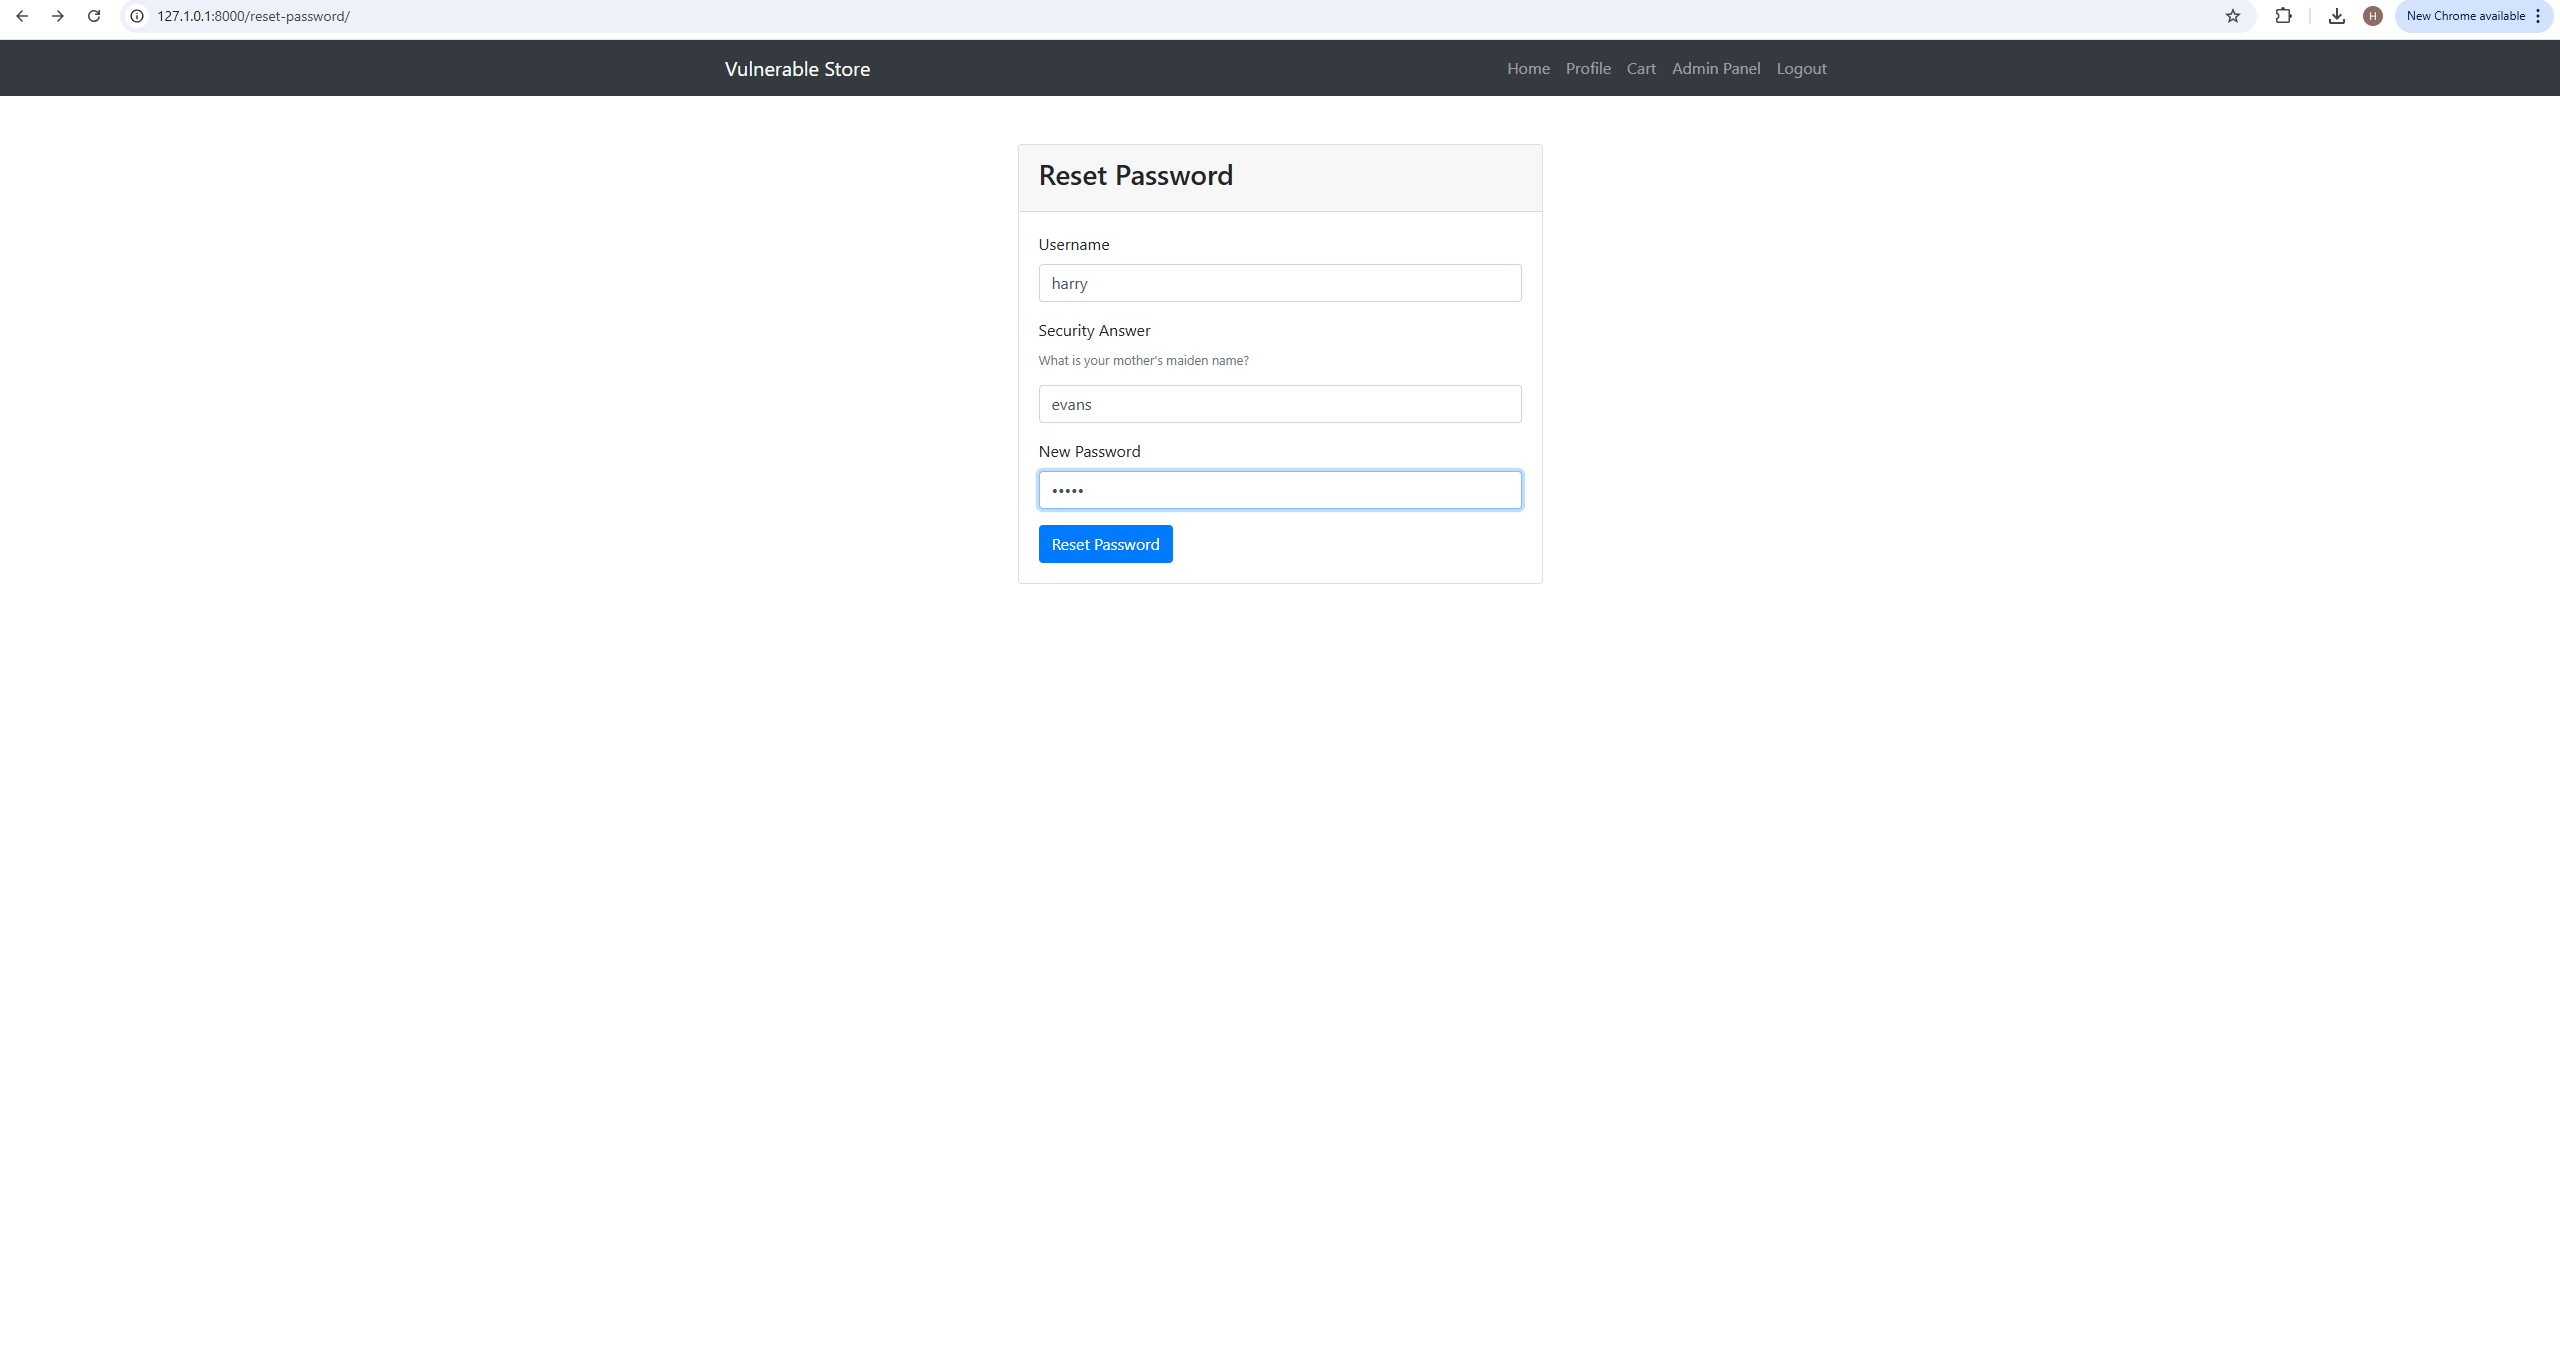 127.1.0.1:8000/reset-password/
H
New Chrome available
Vulnerable Store
Home Profile Cart Admin Panel Logout
Reset Password
Username
harry
Security Answer
What is your mother's maiden name?
evans
New Password
•••••
Reset Password